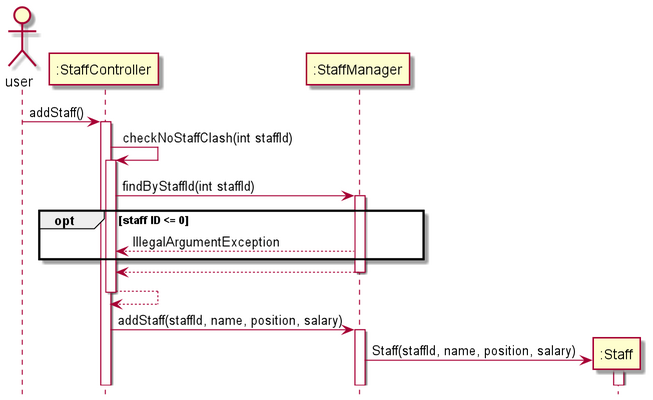 user
:StaffController
:StaffManager
addStaff()
checkNoStaffClash(int staffId)
findByStaffId(int staffId)
opt [staff ID <= 0]
IllegalArgumentException
addStaff(staffId, name, position, salary)
Staff(staffId, name, position, salary)
:Staff